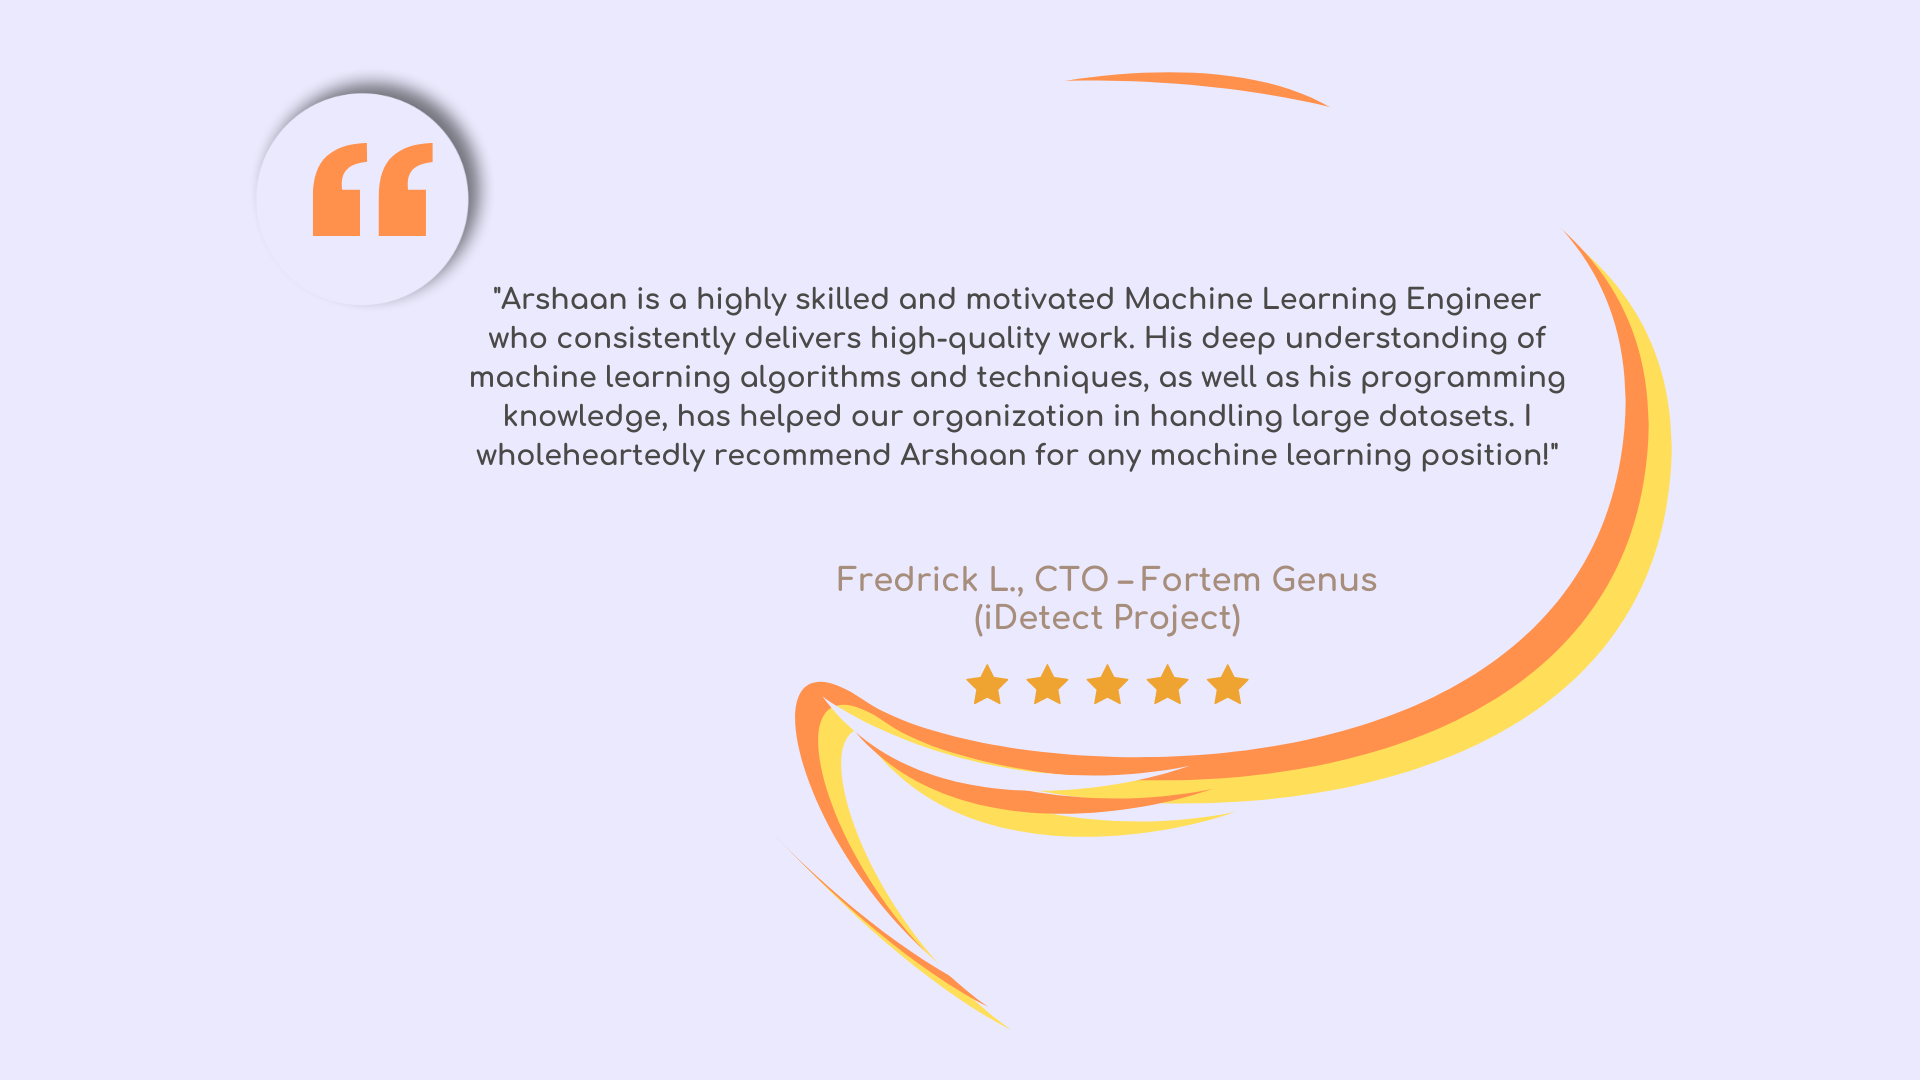 "Arshaan is a highly skilled and motivated Machine Learning Engineer
who consistently delivers high-quality work. His deep understanding of
machine learning algorithms and techniques, as well as his programming
knowledge, has helped our organization in handling large datasets. I
wholeheartedly recommend Arshaan for any machine learning position!"
Fredrick L., CTO – Fortem Genus
(iDetect Project)